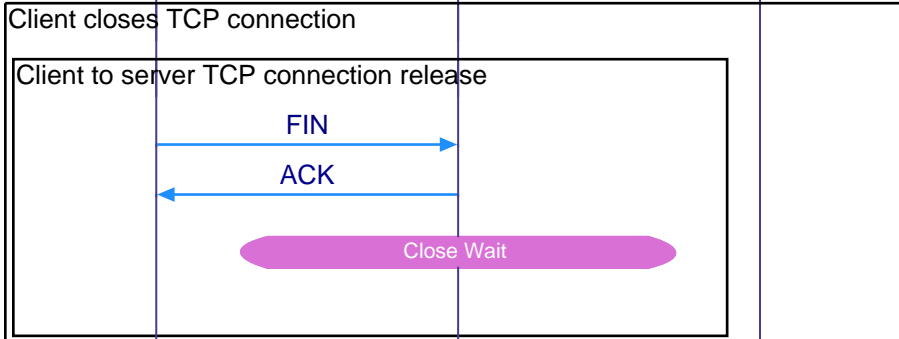 Client closes TCP connection
Client to server TCP connection release
FIN
ACK
Close Wait